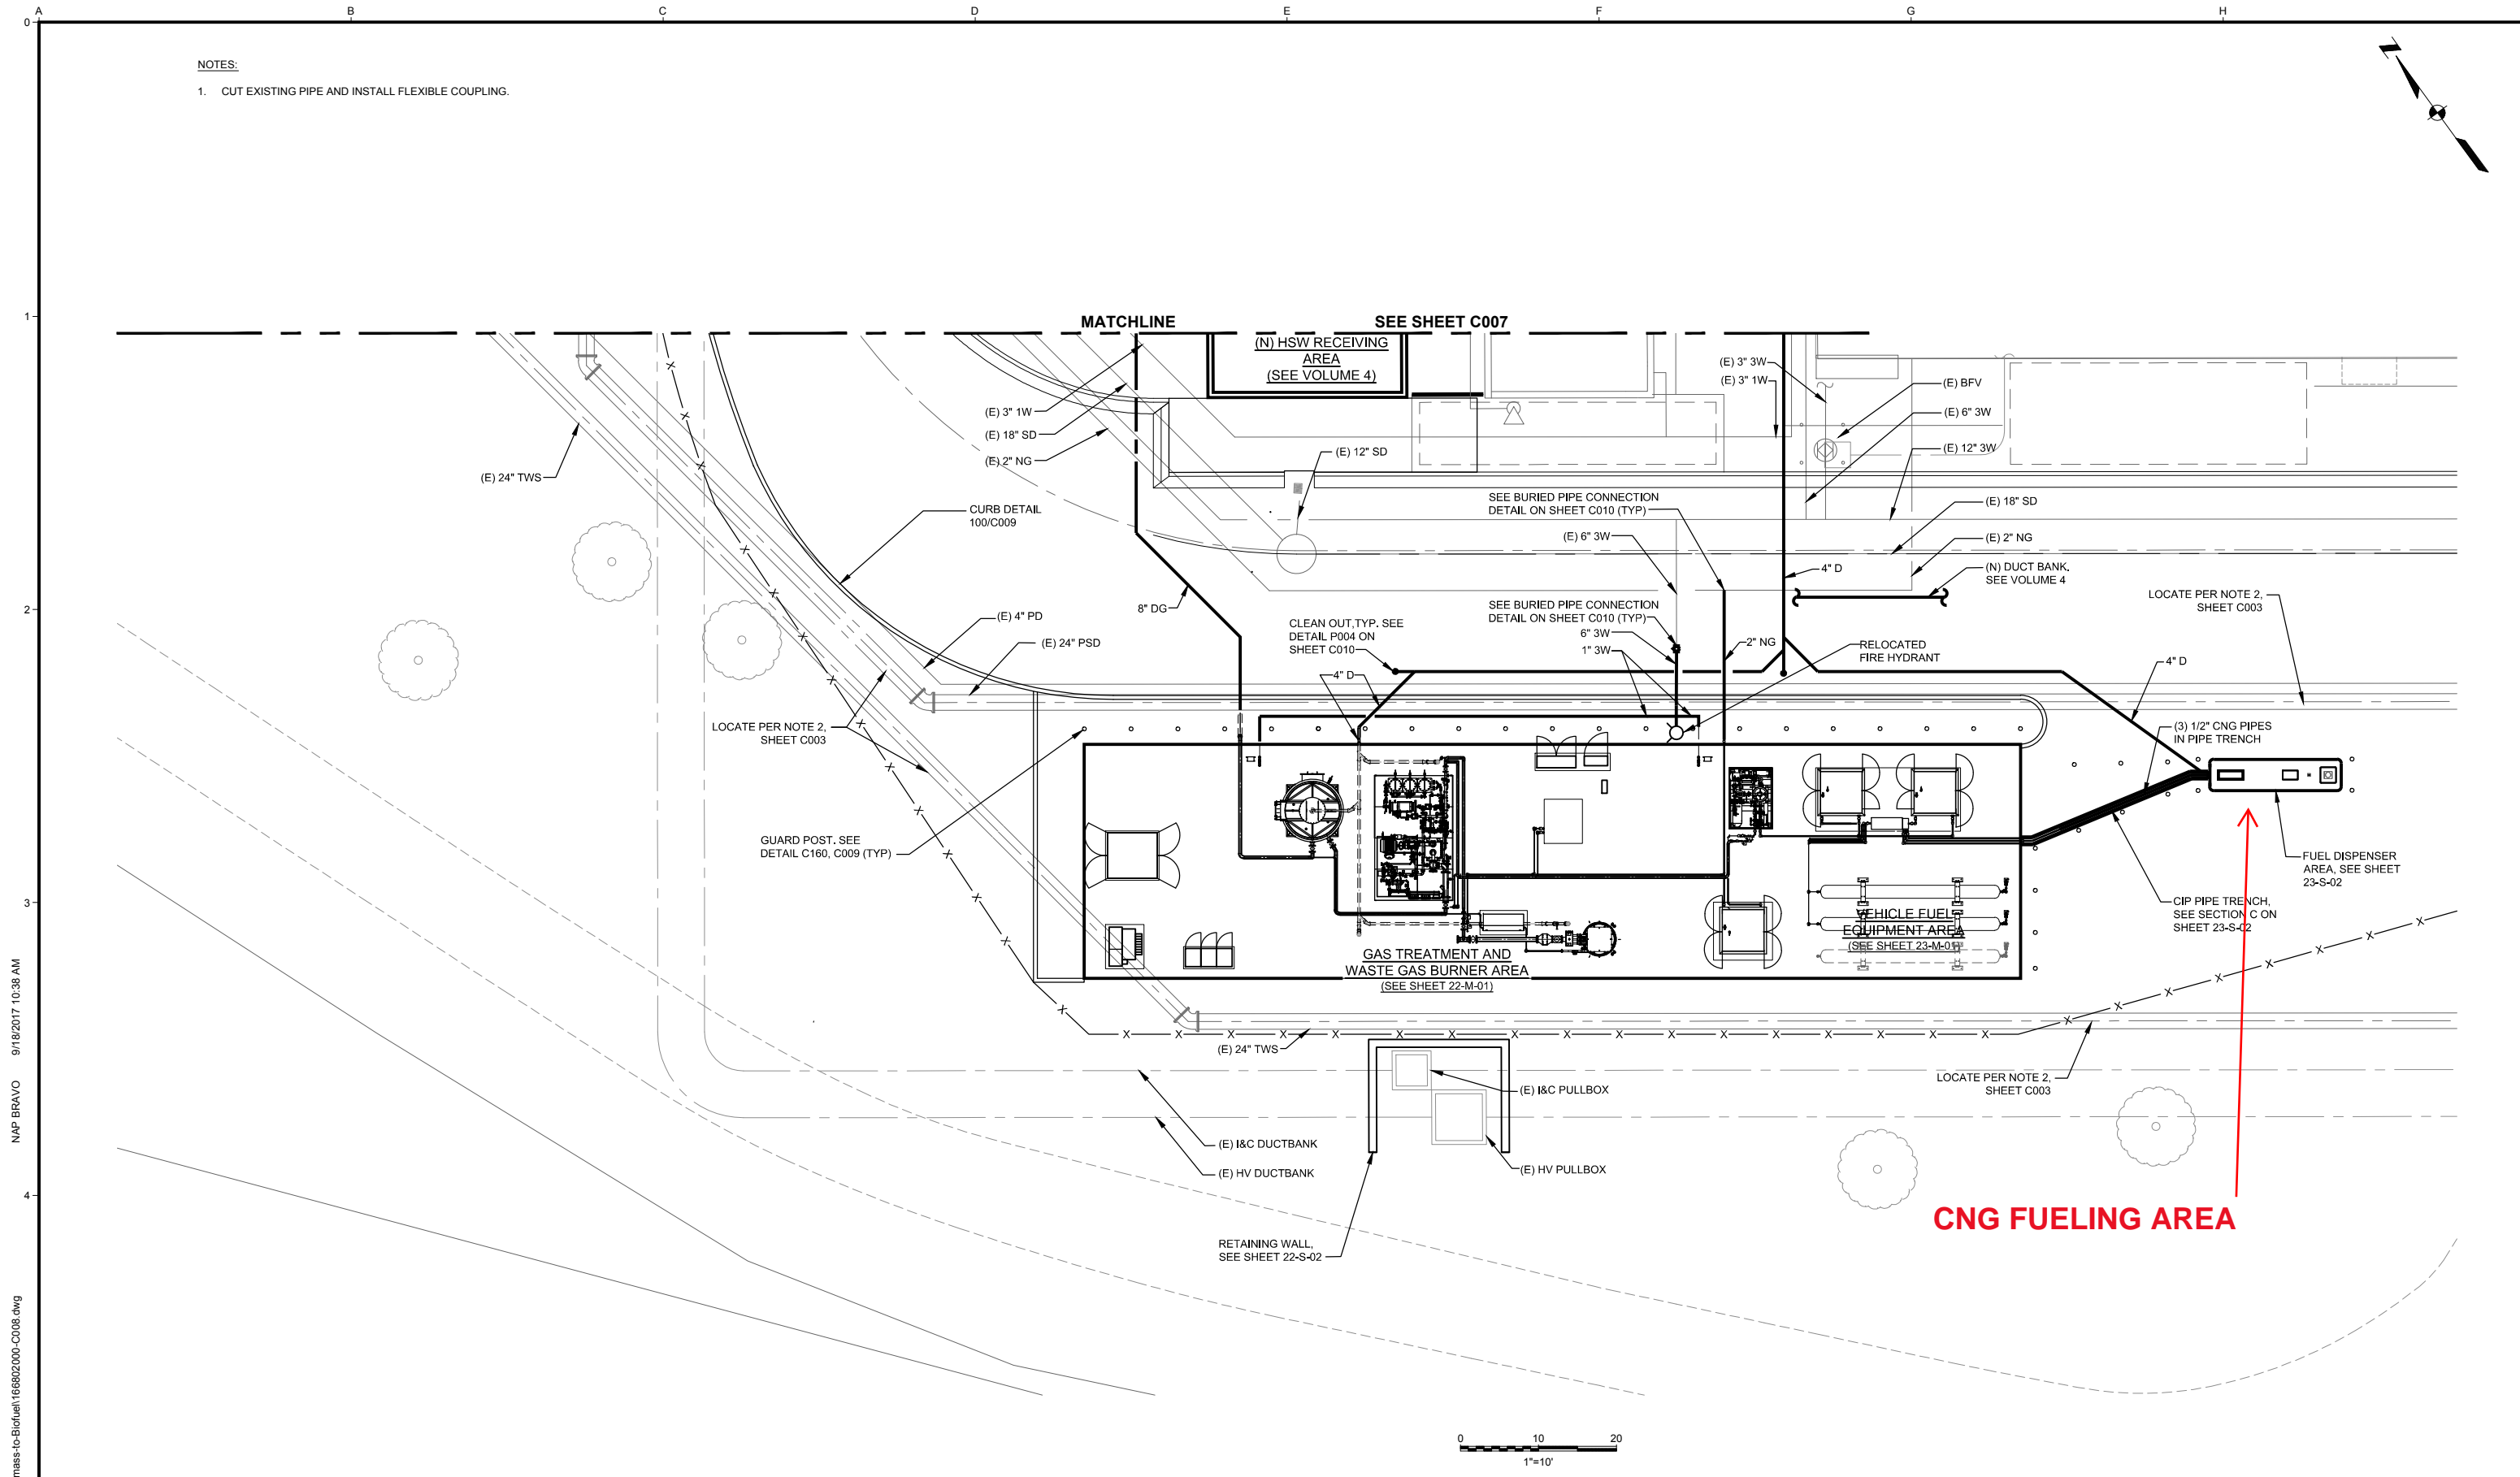 A B C D E F G H
0
NOTES:
1. CUT EXISTING PIPE AND INSTALL FLEXIBLE COUPLING.
1
MATCHLINE SEE SHEET C007
(N) HSW RECEIVING
AREA
(SEE VOLUME 4)
(E) 3" 1W
(E) 18" SD
(E) 2" NG
(E) 12" SD
(E) 24" TWS
CURB DETAIL
100/C009
(E) 3" 3W
(E) 3" 1W
(E) BFV
(E) 6" 3W
(E) 12" 3W
SEE BURIED PIPE CONNECTION
DETAIL ON SHEET C010 (TYP)
(E) 18" SD
(E) 6" 3W
(E) 2" NG
4" D
(N) DUCT BANK.
SEE VOLUME 4
2
8" DG
(E) 4" PD
(E) 24" PSD
CLEAN OUT,TYP. SEE
DETAIL P004 ON
SHEET C010
SEE BURIED PIPE CONNECTION
DETAIL ON SHEET C010 (TYP)
6" 3W
1" 3W
2" NG
RELOCATED
FIRE HYDRANT
LOCATE PER NOTE 2,
SHEET C003
4" D
4" D
LOCATE PER NOTE 2,
SHEET C003
(3) 1/2" CNG PIPES
IN PIPE TRENCH
GUARD POST. SEE
DETAIL C160, C009 (TYP)
FUEL DISPENSER
AREA, SEE SHEET
23-S-02
3
CIP PIPE TRENCH,
SEE SECTION C ON
SHEET 23-S-02
VEHICLE FUEL
EQUIPMENT AREA
(SEE SHEET 23-M-01)
GAS TREATMENT AND
WASTE GAS BURNER AREA
(SEE SHEET 22-M-01)
(E) 24" TWS
(E) I&C PULLBOX
LOCATE PER NOTE 2,
SHEET C003
(E) I&C DUCTBANK
(E) HV DUCTBANK
(E) HV PULLBOX
4
CNG FUELING AREA
RETAINING WALL,
SEE SHEET 22-S-02
0 10 20
1"=10'
mass-to-Biofuel\166802000-C008.dwg NAP BRAVO 9/18/2017 10:38 AM